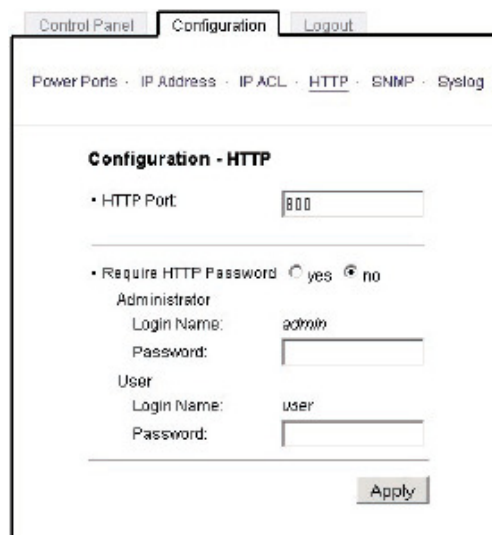 Control Panel Configuration Logout
Power Ports · IP Address · IP ACL · HTTP · SNMP · Syslog
Configuration - HTTP
• HTTP Port: 800
• Require HTTP Password yes no
Administrator
Login Name: admin
Password:
User
Login Name: user
Password:
Apply